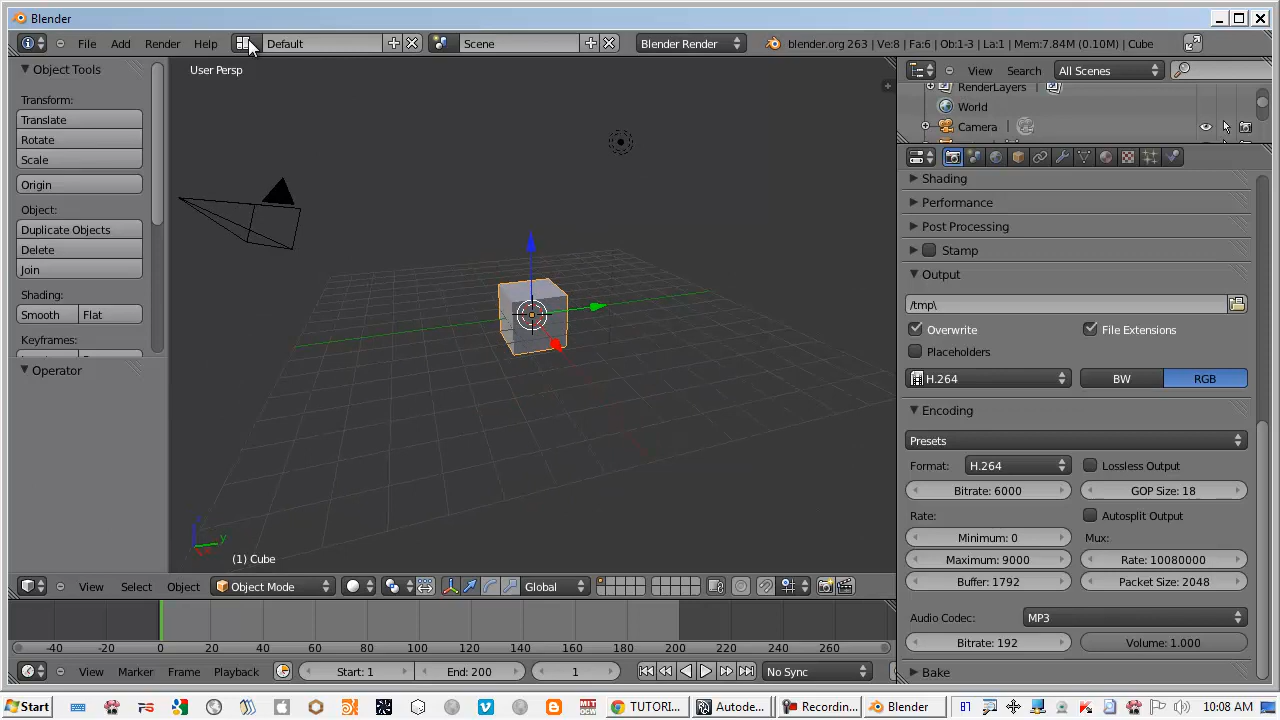 Blender
File Add Render Help Default Scene Blender Render blender.org 263 | Ve:8 | Fa:6 | Ob:1-3 | La:1 | Mem:7.84M (0.10M) | Cube
Object Tools
Transform:
Translate
Rotate
Scale
Origin
Object:
Duplicate Objects
Delete
Join
Shading:
Smooth Flat
Keyframes:
Operator
User Persp
(1) Cube
x y
View Search All Scenes
RenderLayers
World
Camera
Shading
Performance
Post Processing
Stamp
Output
/tmp\
Overwrite File Extensions
Placeholders
H.264 BW RGB
Encoding
Presets
Format: H.264 Lossless Output
Bitrate: 6000 GOP Size: 18
Rate: Autosplit Output
Minimum: 0 Mux:
Maximum: 9000 Rate: 10080000
Buffer: 1792 Packet Size: 2048
Audio Codec: MP3
Bitrate: 192 Volume: 1.000
Bake
View Select Object Object Mode Global
-40 -20 0 20 40 60 80 100 120 140 160 180 200 220 240 260
View Marker Frame Playback Start: 1 End: 200 1 No Sync
Start TUTORI... Autode... Recordin... Blender 10:08 AM